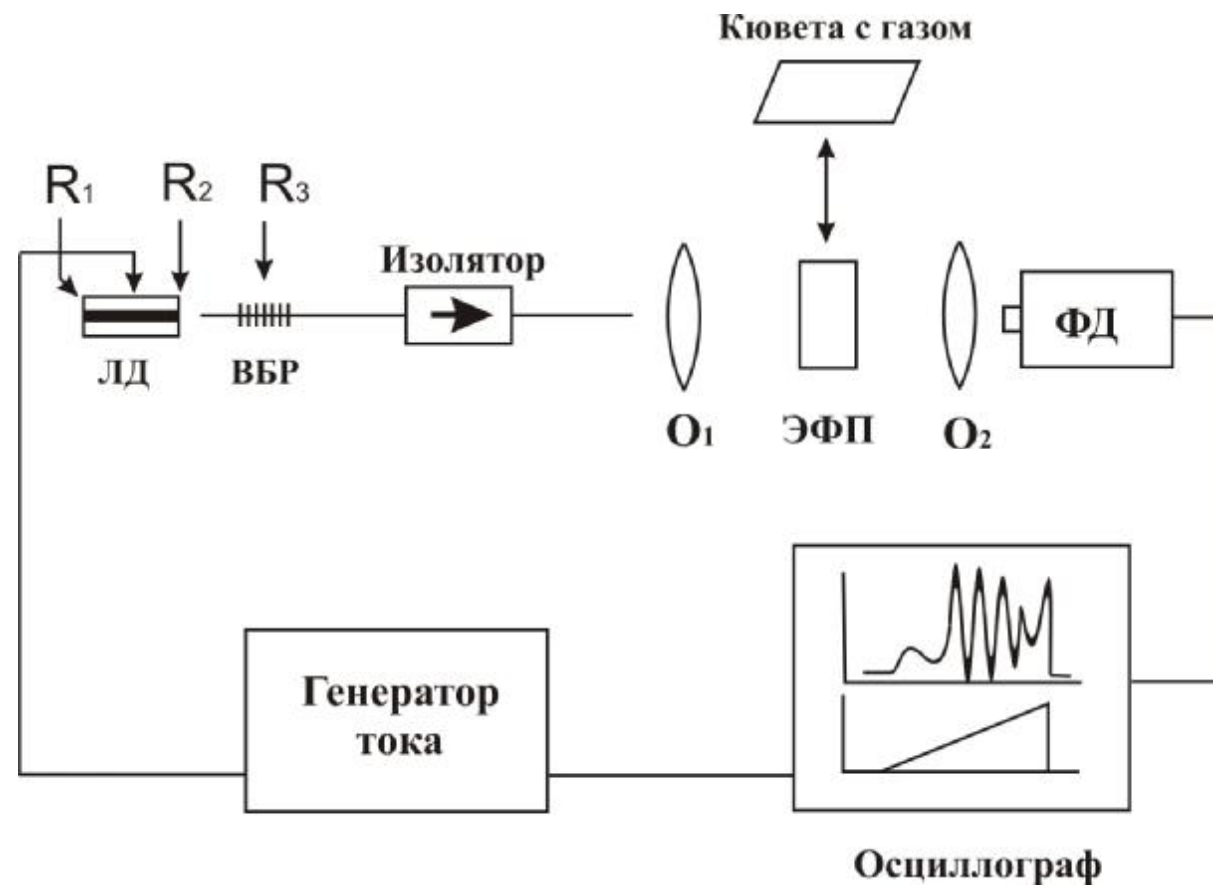 Кювета с газом
R1
R2
R3
Изолятор
ЛД
ВБР
O1
ЭФП
O2
ФД
Генератор
тока
Осциллограф